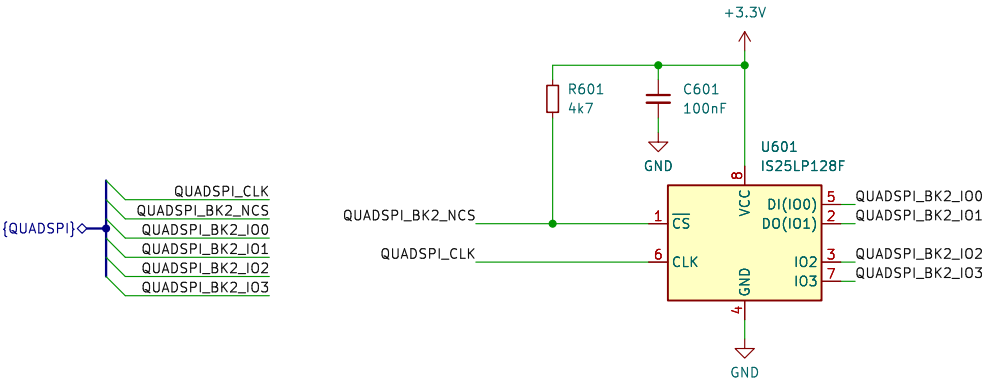 +3.3V
R601
4k7
C601
100nF
GND
U601
IS25LP128F
{QUADSPI}
QUADSPI_CLK
QUADSPI_BK2_NCS
QUADSPI_BK2_IO0
QUADSPI_BK2_IO1
QUADSPI_BK2_IO2
QUADSPI_BK2_IO3
QUADSPI_BK2_NCS
QUADSPI_CLK
8
VCC
1
CS
6
CLK
DI(IO0)
5
QUADSPI_BK2_IO0
DO(IO1)
2
QUADSPI_BK2_IO1
IO2
3
QUADSPI_BK2_IO2
IO3
7
QUADSPI_BK2_IO3
GND
4
GND